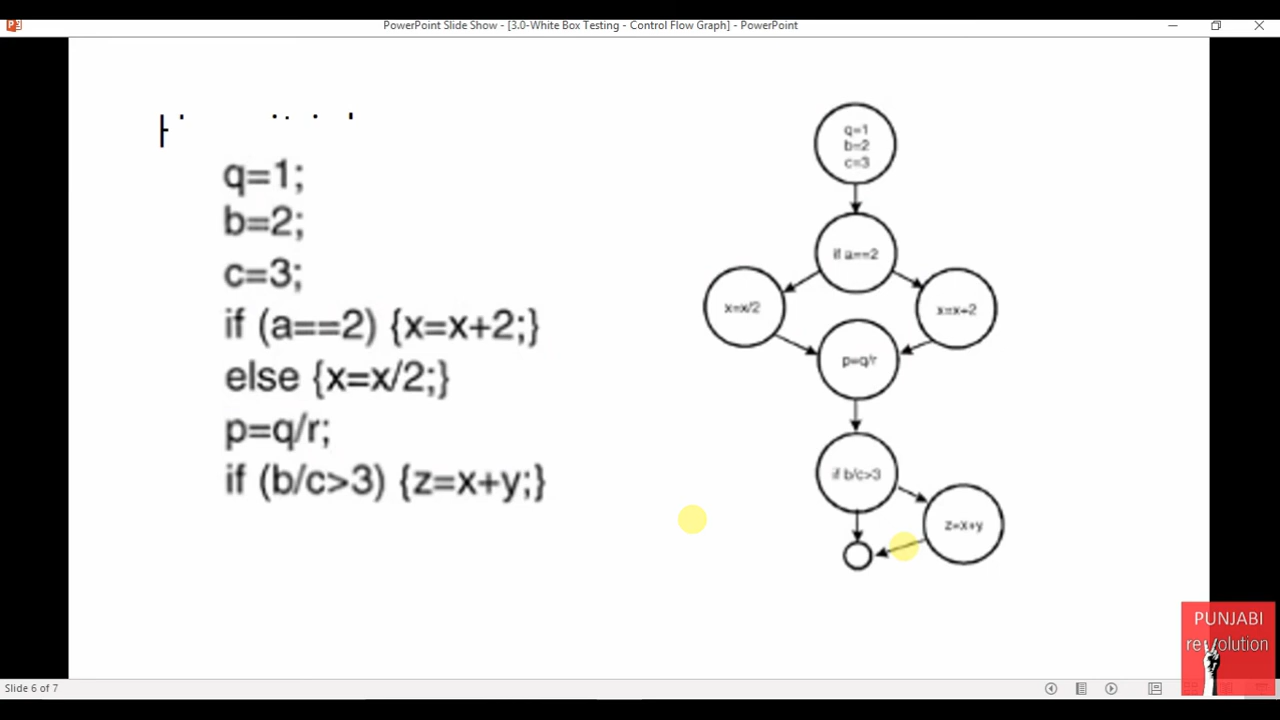 PowerPoint Slide Show - [3.0-White Box Testing - Control Flow Graph] - PowerPoint
q=1;
b=2;
c=3;
if (a==2) {x=x+2;}
else {x=x/2;}
p=q/r;
if (b/c>3) {z=x+y;}
q=1
b=2
c=3
if a==2
x=x/2
x=x+2
p=q/r
if b/c>3
z=x+y
PUNJABI
revolution
Slide 6 of 7